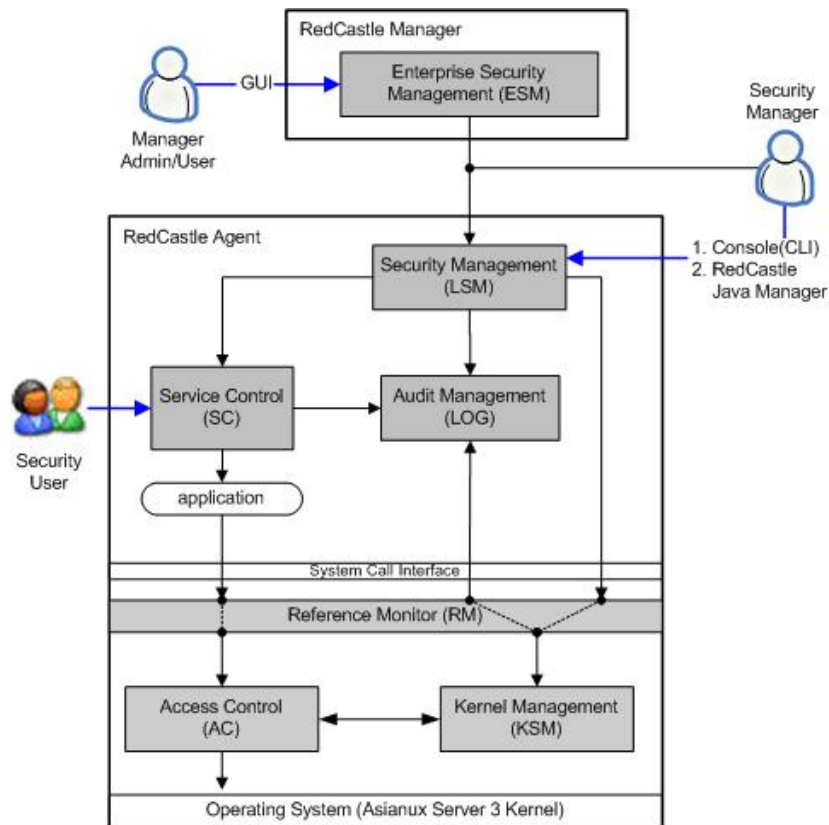 RedCastle Manager
Enterprise Security
Management (ESM)
GUI
Manager
Admin/User
Security
Manager
RedCastle Agent
Security Management
(LSM)
1. Console(CLI)
2. RedCastle
Java Manager
Service Control
(SC)
Audit Management
(LOG)
Security
User
application
System Call Interface
Reference Monitor (RM)
Access Control
(AC)
Kernel Management
(KSM)
Operating System (Asianux Server 3 Kernel)